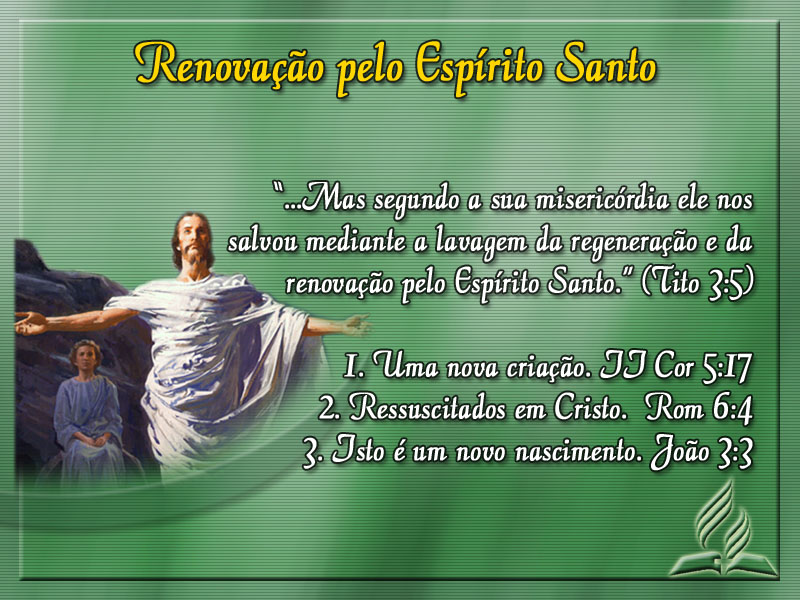 Renovação pelo Espírito Santo
"...Mas segundo a sua misericórdia ele nos
salvou mediante a lavagem da regeneração e da
renovação pelo Espírito Santo." (Tito 3:5)
1. Uma nova criação. II Cor 5:17
2. Ressuscitados em Cristo. Rom 6:4
3. Isto é um novo nascimento. João 3:3